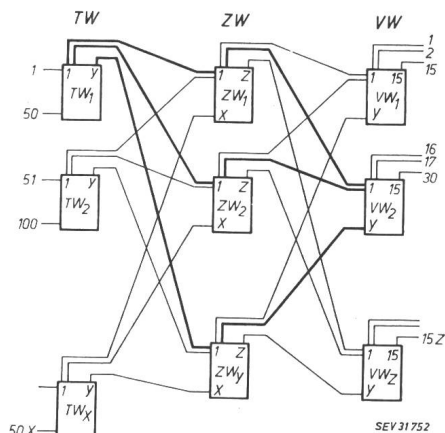 TW ZW VW
1 1 y TW1 50
1 Z ZW1 X
1 2 15 1 15 VW1 y
51 1 y TW2 100
1 Z ZW2 X
16 17 30 1 15 VW2 y
1 y TWX 50 X
1 Z ZWy X
15 Z 1 15 VWZ y
SEV 31752